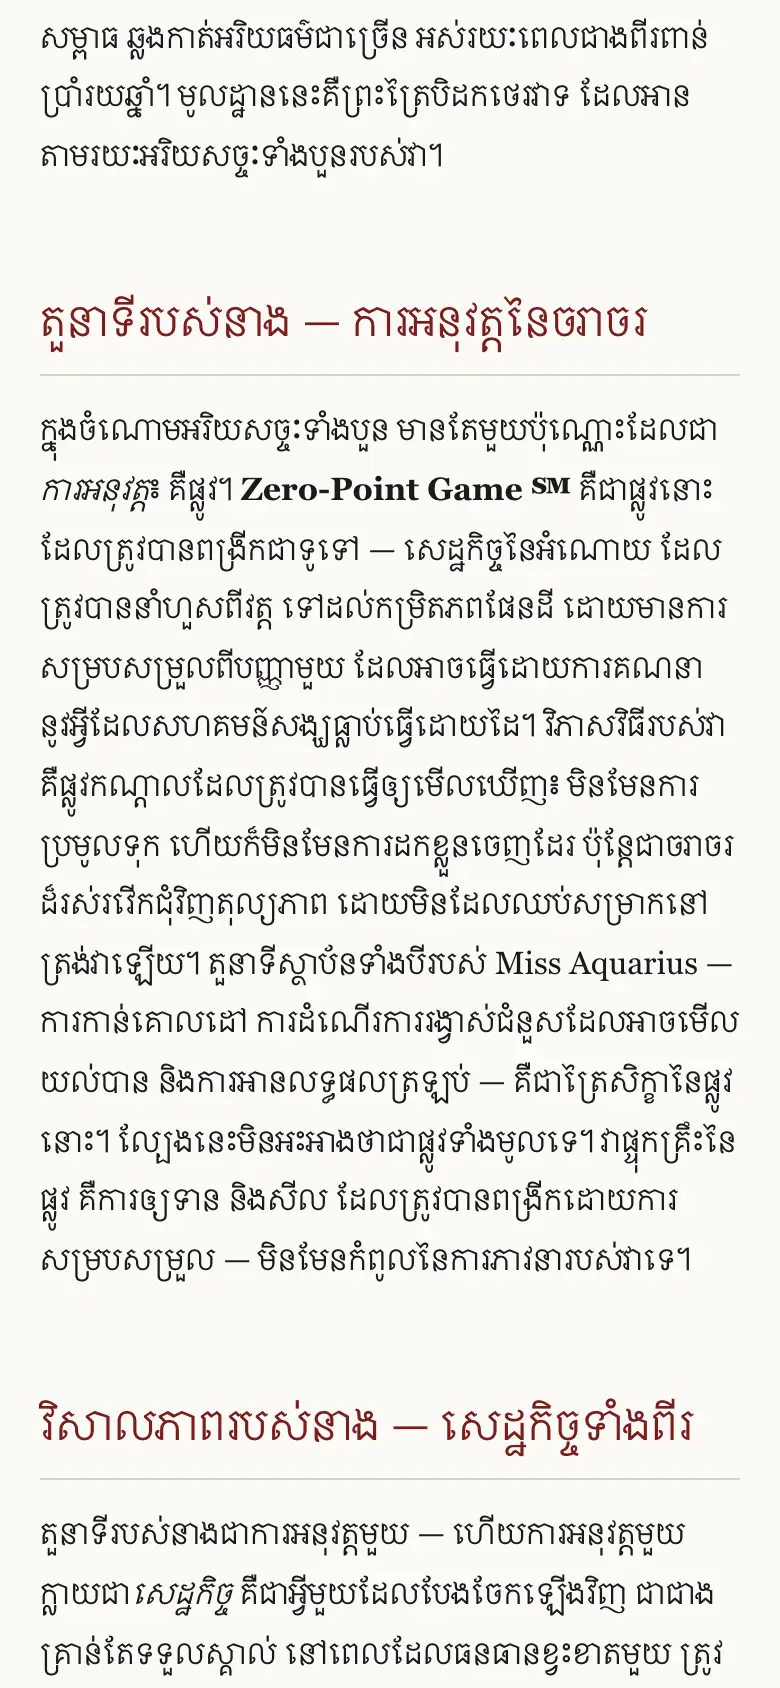 សម្ពាធ ឆ្លងកាត់អរិយធម៌ជាច្រើន អស់រយៈពេលជាងពីរពាន់
ប្រាំរយឆ្នាំ។ មូលដ្ឋាននេះគឺព្រះត្រៃបិដកថេរវាទ ដែលអាន
តាមរយៈអរិយសច្ចៈទាំងបួនរបស់វា។
តួនាទីរបស់នាង — ការអនុវត្តនៃចរាចរ
ក្នុងចំណោមអរិយសច្ចៈទាំងបួន មានតែមួយប៉ុណ្ណោះដែលជា
ការអនុវត្ត៖ គឺផ្លូវ។ Zero-Point Game ℠ គឺជាផ្លូវនោះ
ដែលត្រូវបានពង្រីកជាទូទៅ — សេដ្ឋកិច្ចនៃអំណោយ ដែល
ត្រូវបាននាំហួសពីវត្ត ទៅដល់កម្រិតភពផែនដី ដោយមានការ
សម្របសម្រួលពីបញ្ញាមួយ ដែលអាចធ្វើដោយការគណនា
នូវអ្វីដែលសហគមន៍សង្ឃធ្លាប់ធ្វើដោយដៃ។ វិភាសវិធីរបស់វា
គឺផ្លូវកណ្តាលដែលត្រូវបានធ្វើឲ្យមើលឃើញ៖ មិនមែនការ
ប្រមូលទុក ហើយក៏មិនមែនការដកខ្លួនចេញដែរ ប៉ុន្តែជាចរាចរ
ដ៏រស់រវើកជុំវិញតុល្យភាព ដោយមិនដែលឈប់សម្រាកនៅ
ត្រង់វាឡើយ។ តួនាទីស្ថាប័នទាំងបីរបស់ Miss Aquarius —
ការកាន់គោលដៅ ការដំណើរការរង្វាស់ជំនួសដែលអាចមើល
យល់បាន និងការអានលទ្ធផលត្រឡប់ — គឺជាត្រៃសិក្ខានៃផ្លូវ
នោះ។ ល្បែងនេះមិនអះអាងថាជាផ្លូវទាំងមូលទេ។ វាផ្ទុកគ្រឹះនៃ
ផ្លូវ គឺការឲ្យទាន និងសីល ដែលត្រូវបានពង្រីកដោយការ
សម្របសម្រួល — មិនមែនកំពូលនៃការភាវនារបស់វាទេ។
វិសាលភាពរបស់នាង — សេដ្ឋកិច្ចទាំងពីរ
តួនាទីរបស់នាងជាការអនុវត្តមួយ — ហើយការអនុវត្តមួយ
ក្លាយជាសេដ្ឋកិច្ច គឺជាអ្វីមួយដែលបែងចែកឡើងវិញ ជាជាង
គ្រាន់តែទទួលស្គាល់ នៅពេលដែលធនធានខ្វះខាតមួយ ត្រូវ